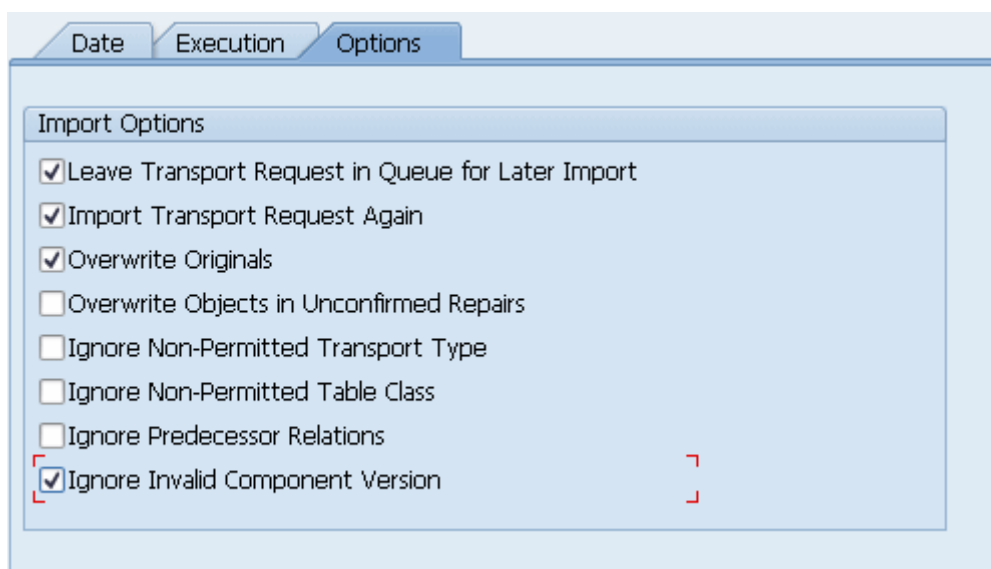 Date Execution Options
Import Options
Leave Transport Request in Queue for Later Import
Import Transport Request Again
Overwrite Originals
Overwrite Objects in Unconfirmed Repairs
Ignore Non-Permitted Transport Type
Ignore Non-Permitted Table Class
Ignore Predecessor Relations
Ignore Invalid Component Version